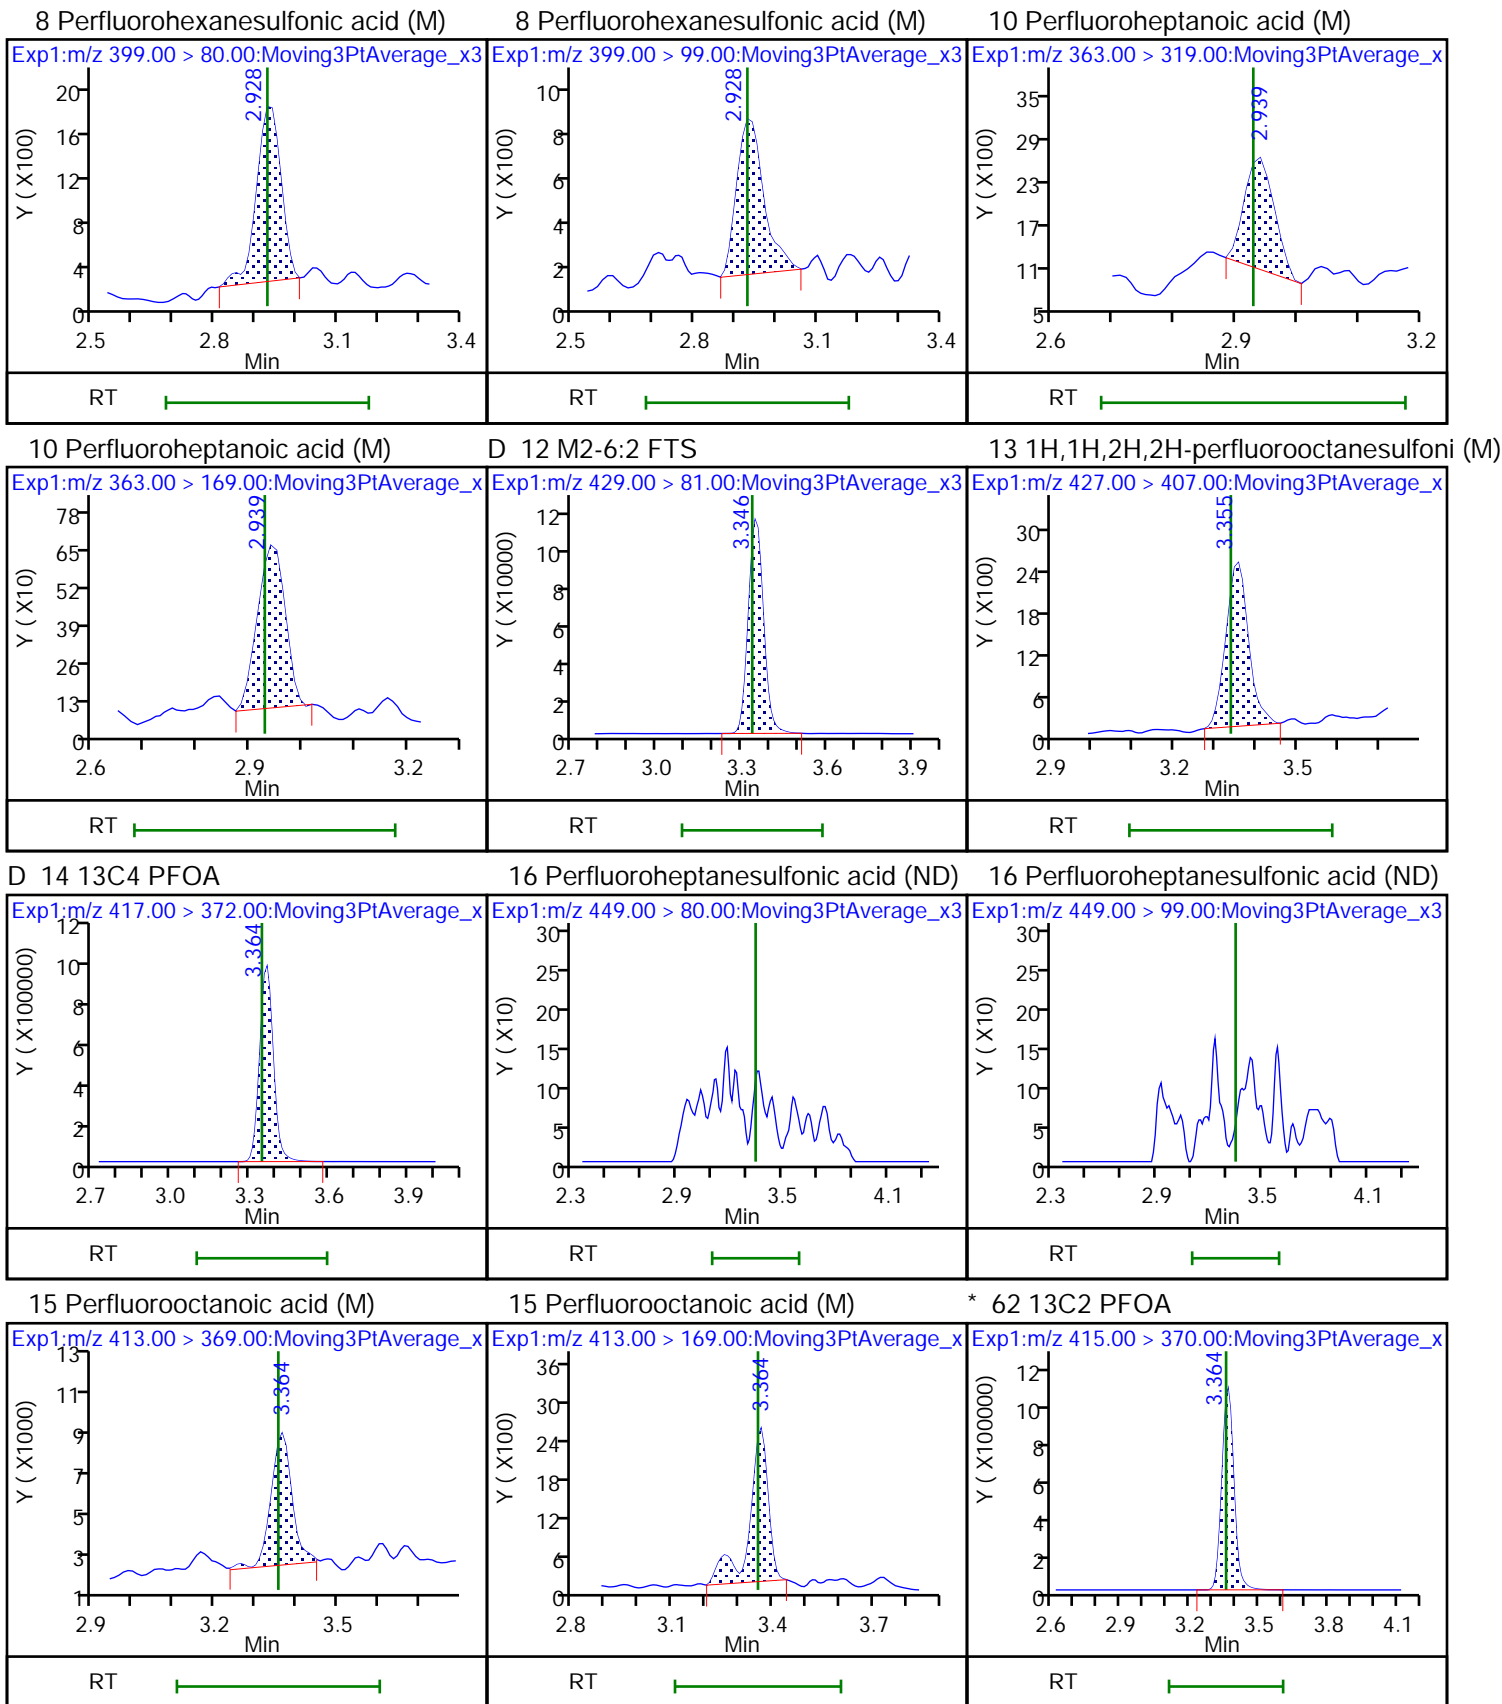 8 Perfluorohexanesulfonic acid (M)
Exp1:m/z 399.00 > 80.00:Moving3PtAverage_x3
2.928
Y ( X100)
20
16
12
8
4
0
2.5 2.8 3.1 3.4
Min
RT
8 Perfluorohexanesulfonic acid (M)
Exp1:m/z 399.00 > 99.00:Moving3PtAverage_x3
2.928
Y ( X100)
10
8
6
4
2
0
2.5 2.8 3.1 3.4
Min
RT
10 Perfluoroheptanoic acid (M)
Exp1:m/z 363.00 > 319.00:Moving3PtAverage_x
2.939
Y ( X100)
35
29
23
17
11
5
2.6 2.9 3.2
Min
RT
10 Perfluoroheptanoic acid (M)
Exp1:m/z 363.00 > 169.00:Moving3PtAverage_x
2.939
Y ( X10)
78
65
52
39
26
13
0
2.6 2.9 3.2
Min
RT
D 12 M2-6:2 FTS
Exp1:m/z 429.00 > 81.00:Moving3PtAverage_x3
3.346
Y ( X10000)
12
10
8
6
4
2
0
2.7 3.0 3.3 3.6 3.9
Min
RT
13 1H,1H,2H,2H-perfluorooctanesulfoni (M)
Exp1:m/z 427.00 > 407.00:Moving3PtAverage_x
3.355
Y ( X100)
30
24
18
12
6
0
2.9 3.2 3.5
Min
RT
D 14 13C4 PFOA
Exp1:m/z 417.00 > 372.00:Moving3PtAverage_x
3.364
Y ( X100000)
12
10
8
6
4
2
0
2.7 3.0 3.3 3.6 3.9
Min
RT
16 Perfluoroheptanesulfonic acid (ND)
Exp1:m/z 449.00 > 80.00:Moving3PtAverage_x3
Y ( X10)
30
25
20
15
10
5
0
2.3 2.9 3.5 4.1
Min
RT
16 Perfluoroheptanesulfonic acid (ND)
Exp1:m/z 449.00 > 99.00:Moving3PtAverage_x3
Y ( X10)
30
25
20
15
10
5
0
2.3 2.9 3.5 4.1
Min
RT
15 Perfluorooctanoic acid (M)
Exp1:m/z 413.00 > 369.00:Moving3PtAverage_x
3.364
Y ( X1000)
13
11
9
7
5
3
1
2.9 3.2 3.5
Min
RT
15 Perfluorooctanoic acid (M)
Exp1:m/z 413.00 > 169.00:Moving3PtAverage_x
3.364
Y ( X100)
36
30
24
18
12
6
0
2.8 3.1 3.4 3.7
Min
RT
* 62 13C2 PFOA
Exp1:m/z 415.00 > 370.00:Moving3PtAverage_x
3.364
Y ( X100000)
12
10
8
6
4
2
0
2.6 2.9 3.2 3.5 3.8 4.1
Min
RT